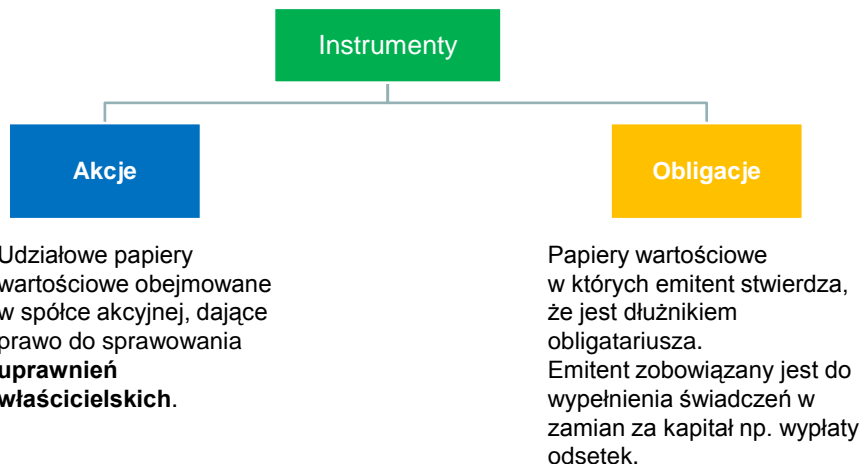 Instrumenty
Akcje
Obligacje
Udziałowe papiery
wartościowe obejmowane
w spółce akcyjnej, dające
prawo do sprawowania
uprawnień
właścicielskich.
Papiery wartościowe
w których emitent stwierdza,
że jest dłużnikiem
obligatariusza.
Emitent zobowiązany jest do
wypełnienia świadczeń w
zamian za kapitał np. wypłaty
odsetek.